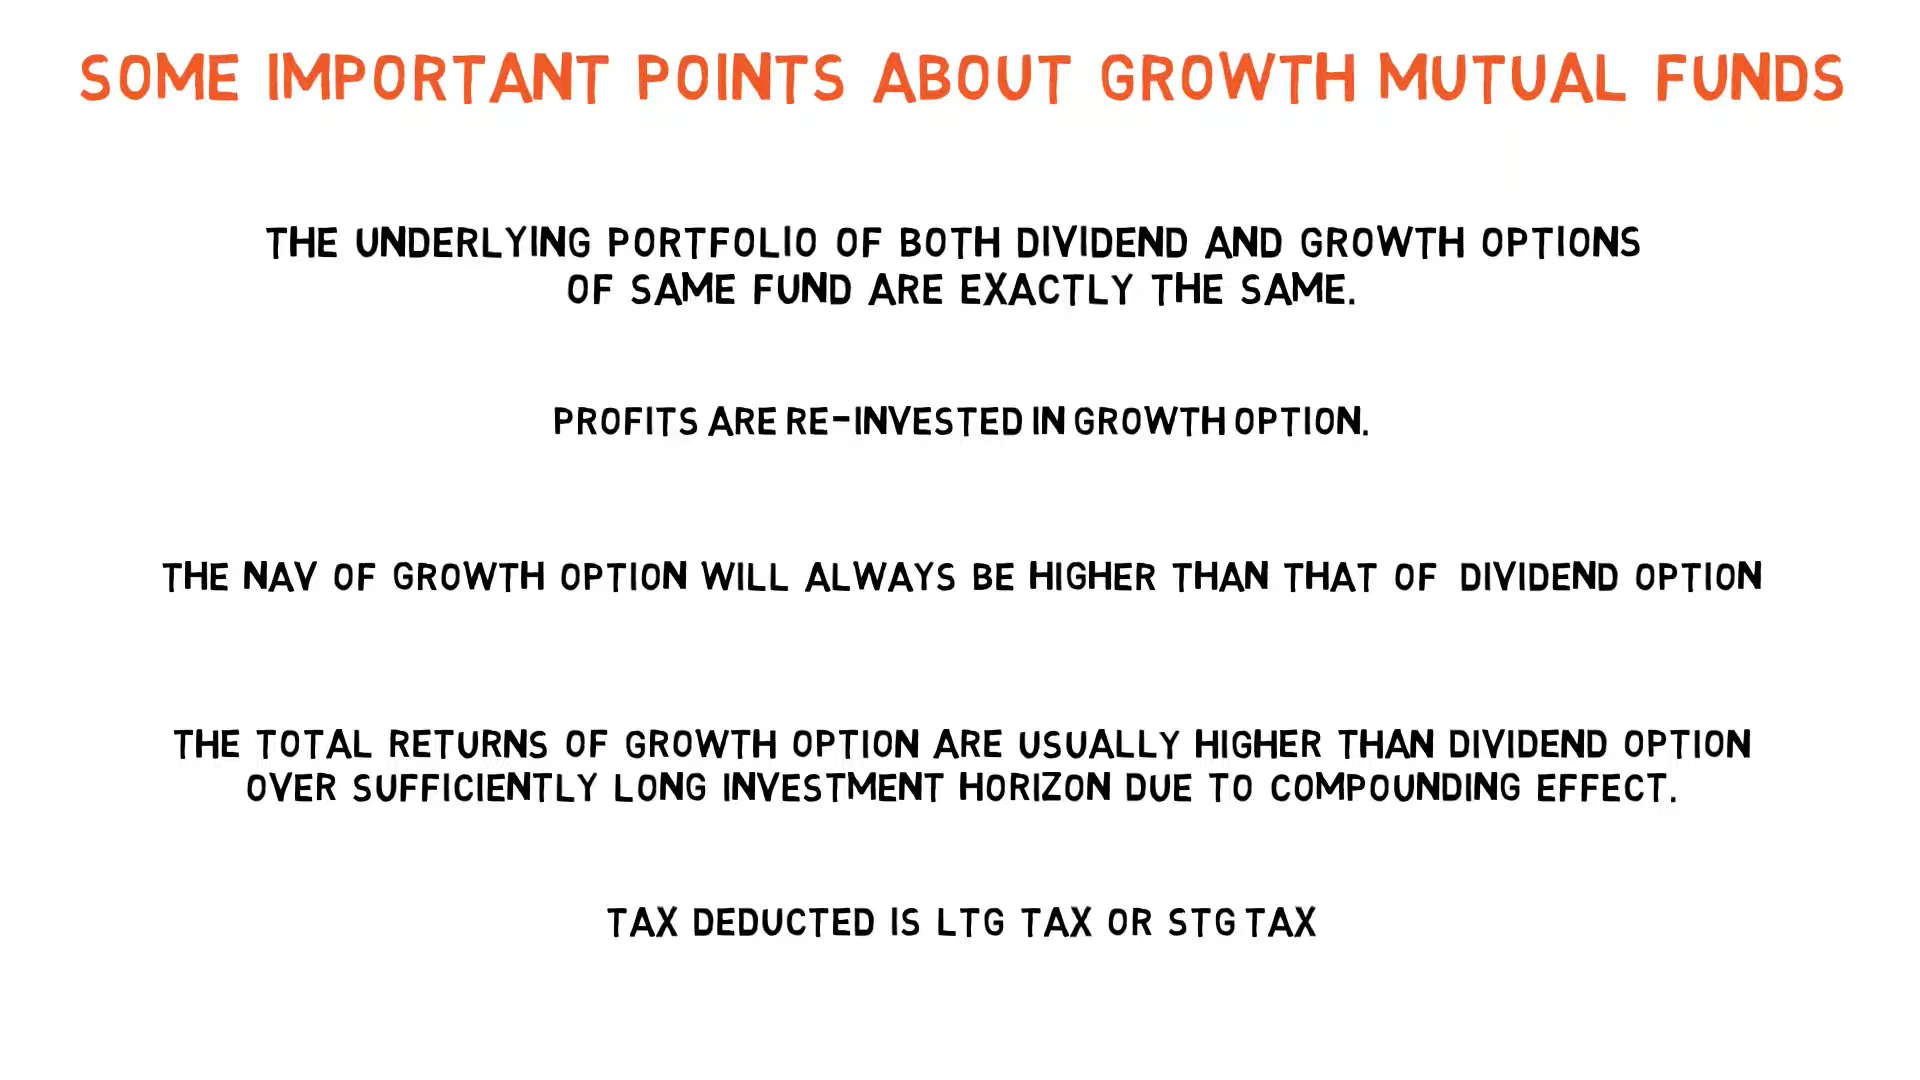 SOME IMPORTANT POINTS ABOUT GROWTH MUTUAL FUNDS
THE UNDERLYING PORTFOLIO OF BOTH DIVIDEND AND GROWTH OPTIONS
OF SAME FUND ARE EXACTLY THE SAME.
PROFITS ARE RE-INVESTED IN GROWTH OPTION.
THE NAV OF GROWTH OPTION WILL ALWAYS BE HIGHER THAN THAT OF DIVIDEND OPTION
THE TOTAL RETURNS OF GROWTH OPTION ARE USUALLY HIGHER THAN DIVIDEND OPTION
OVER SUFFICIENTLY LONG INVESTMENT HORIZON DUE TO COMPOUNDING EFFECT.
TAX DEDUCTED IS LTG TAX OR STG TAX